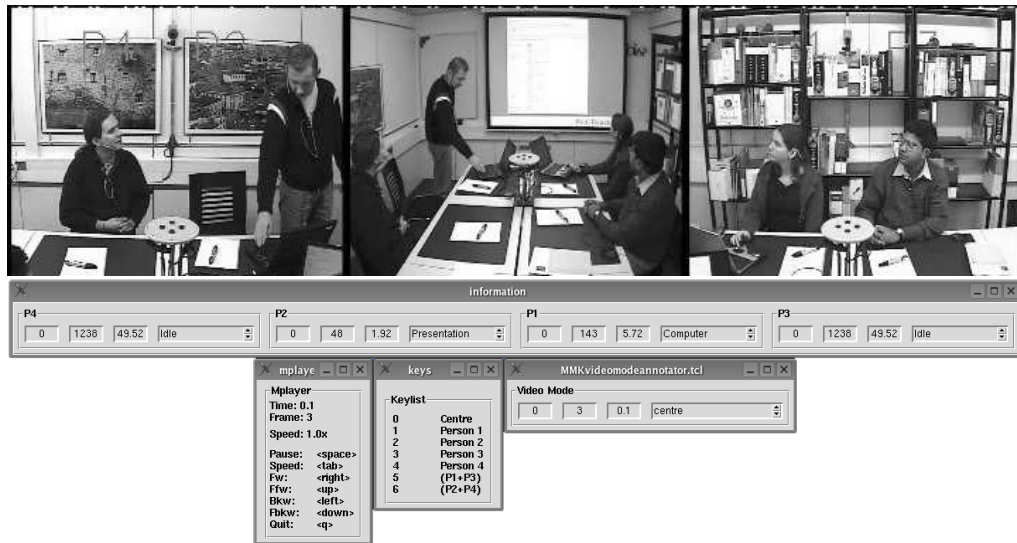 P4 P2
information
P4
0 1238 49.52 Idle
P2
0 48 1.92 Presentation
P1
0 143 5.72 Computer
P3
0 1238 49.52 Idle
mplaye
Mplayer
Time: 0.1
Frame: 3
Speed: 1.0x
Pause: <space>
Speed: <tab>
Fw: <right>
Ffw: <up>
Bkw: <left>
Fbkw: <down>
Quit: <q>
keys
Keylist
0 Centre
1 Person 1
2 Person 2
3 Person 3
4 Person 4
5 (P1+P3)
6 (P2+P4)
MMKvideomodeannotator.tcl
Video Mode
0 3 0.1 centre